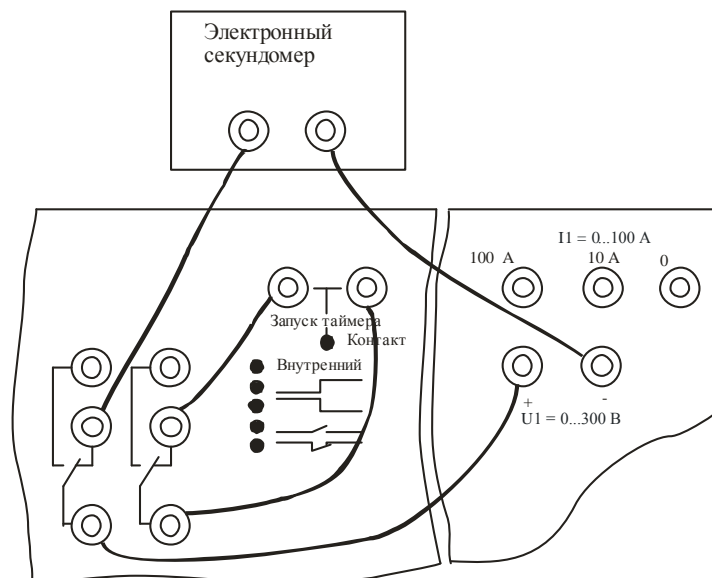 Электронный
секундомер
I1 = 0...100 А
100 А
10 А
0
Запуск таймера
Контакт
Внутренний
+
-
U1 = 0...300 В